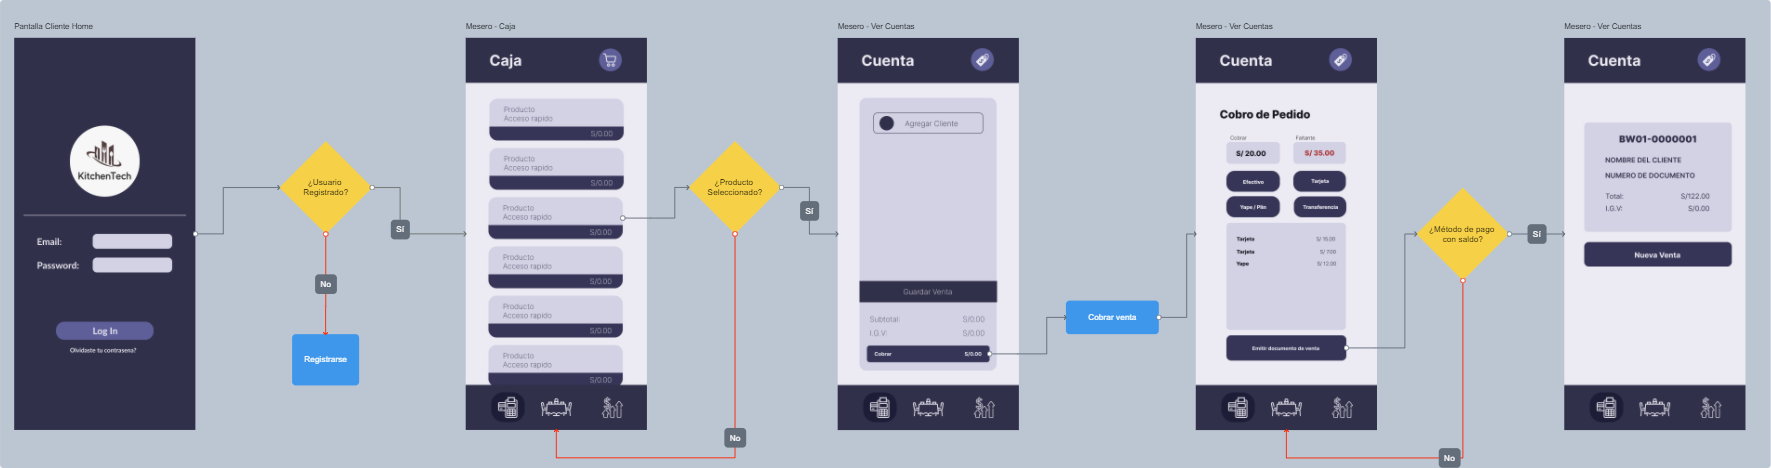 Pantalla Cliente Home
KitchenTech
Email:
Password:
Log In
Olvidaste tu contrasena?
¿Usuario
Registrado?
Sí
No
Registrarse
Mesero - Caja
Caja
Producto
Acceso rapido
S/0.00
Producto
Acceso rapido
S/0.00
Producto
Acceso rapido
S/0.00
Producto
Acceso rapido
S/0.00
Producto
Acceso rapido
S/0.00
Producto
Acceso rapido
S/0.00
¿Producto
Seleccionado?
Sí
No
Mesero - Ver Cuentas
Cuenta
Agregar Cliente
Guardar Venta
Subtotal: S/0.00
I.G.V: S/0.00
Cobrar S/0.00
Cobrar venta
Mesero - Ver Cuentas
Cuenta
Cobro de Pedido
Cobrar Faltante
S/ 20.00 S/ 35.00
Efectivo Tarjeta
Yape / Plin Transferencia
Tarjeta S/ 15.00
Tarjeta S/ 7.00
Yape S/ 13.00
Emitir documento de venta
¿Método de pago
con saldo?
Sí
No
Mesero - Ver Cuentas
Cuenta
BW01-0000001
NOMBRE DEL CLIENTE
NUMERO DE DOCUMENTO
Total: S/122.00
I.G.V: S/0.00
Nueva Venta